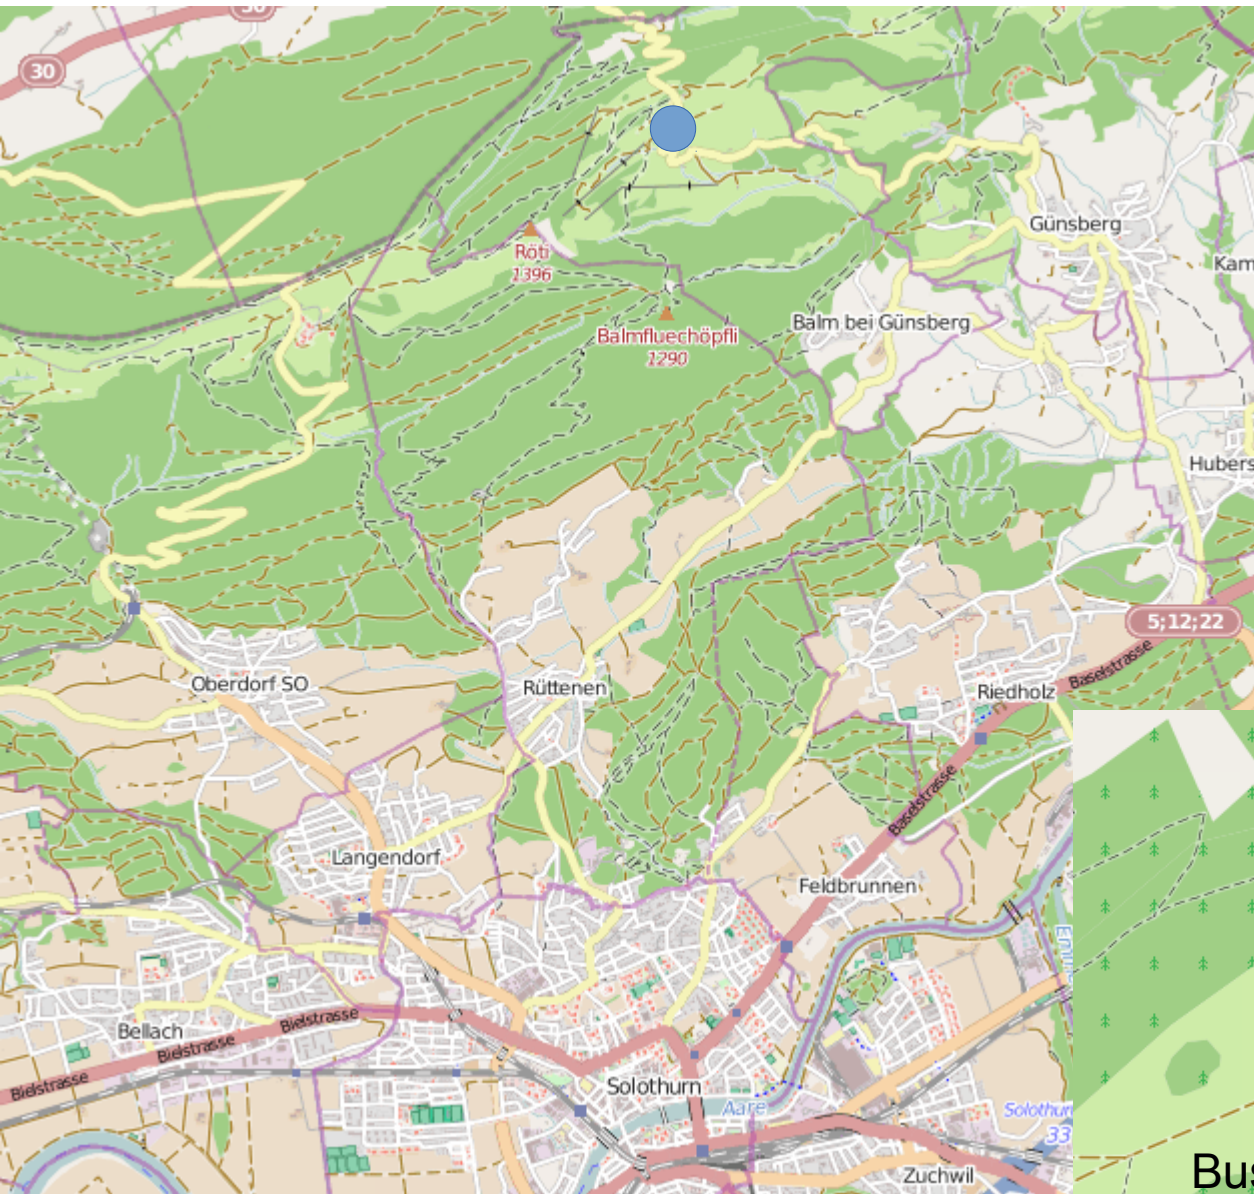 30
30
Günsberg
Röti
1396
Kam
Balm bei Günsberg
Balmfluechöpfli
1290
Hubers
5;12;22
Baselstrasse
Oberdorf SO
Rüttenen
Riedholz
Baselstrasse
Langendorf
Feldbrunnen
Bielstrasse
Bellach
Bielstrasse
Bielstrasse
Solothurn
Aare
Solothurn
33
Zuchwil
Bus